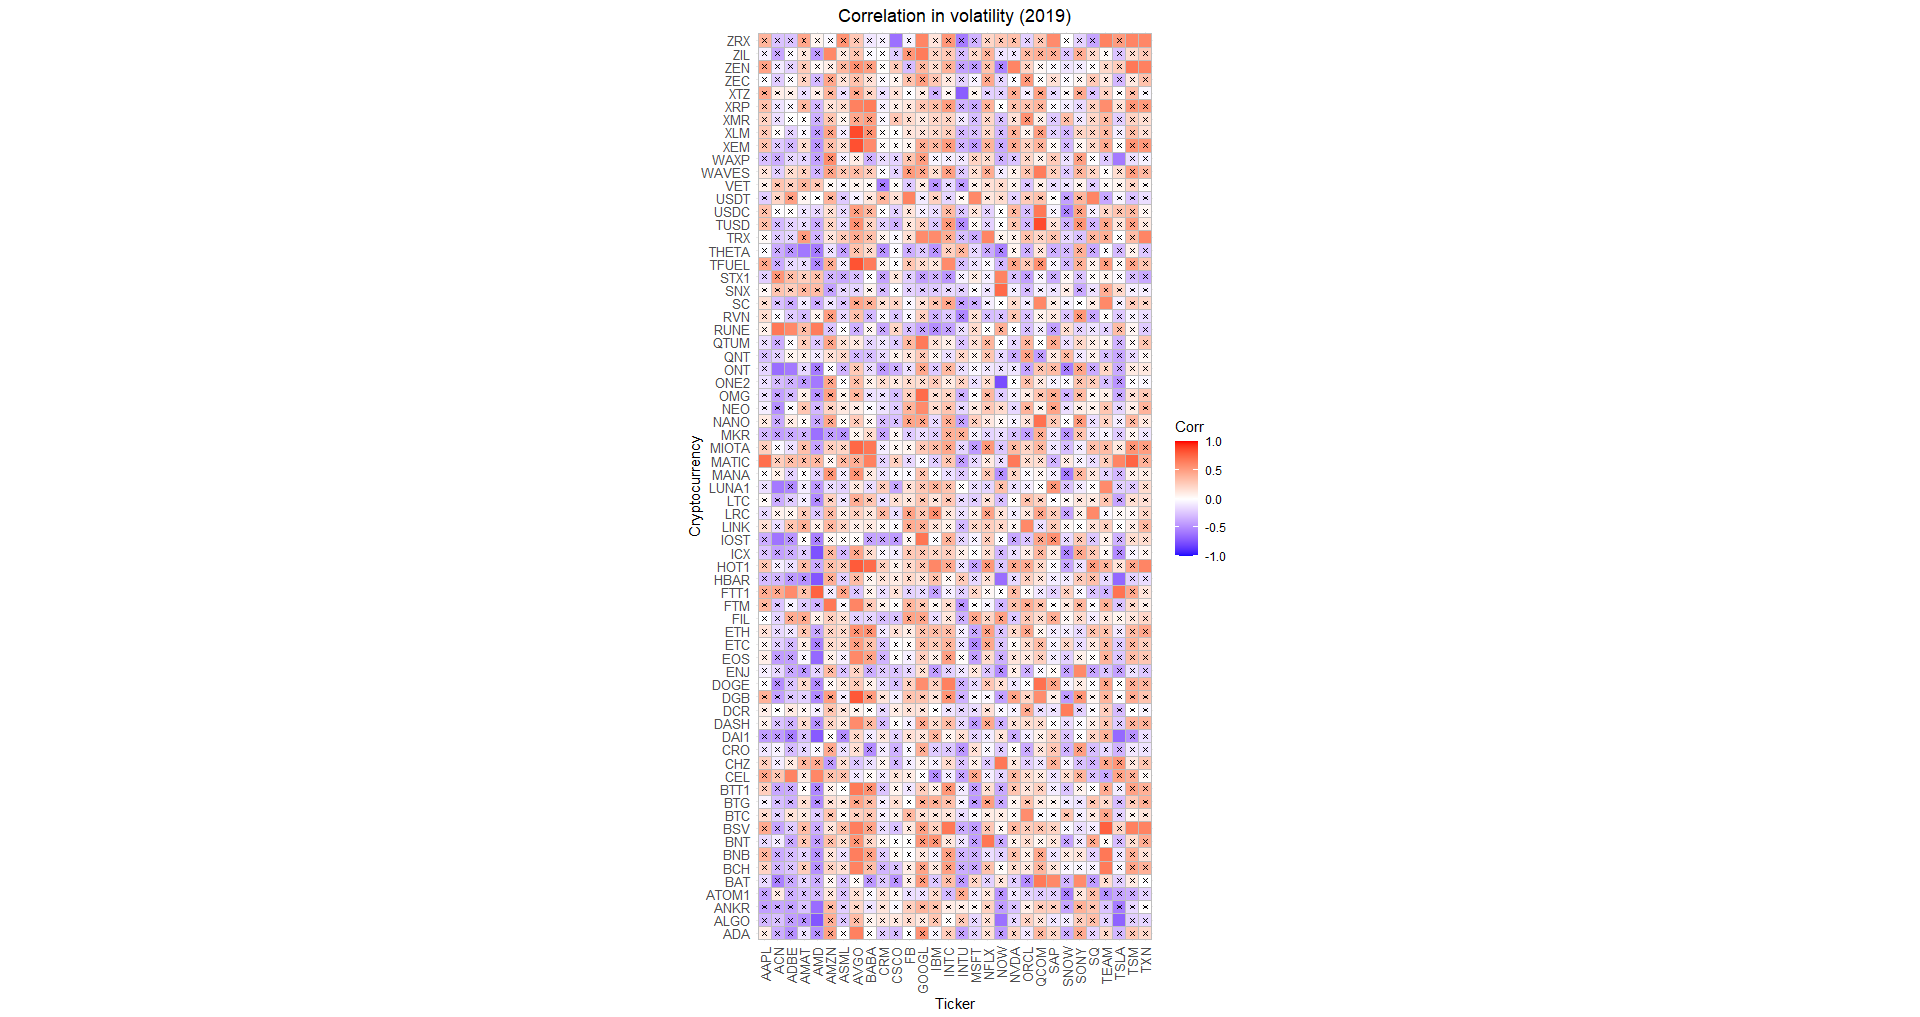 Correlation in volatility (2019)
ZRX
ZIL
ZEN
ZEC
XTZ
XRP
XMR
XLM
XEM
WAXP
WAVES
VET
USDT
USDC
TUSD
TRX
THETA
TFUEL
STX1
SNX
SC
RVN
RUNE
QTUM
QNT
ONT
ONE2
OMG
NEO
NANO
MKR
MIOTA
MATIC
MANA
LUNA1
LTC
LRC
LINK
IOST
ICX
HOT1
HBAR
FTT1
FTM
FIL
ETH
ETC
EOS
ENJ
DOGE
DGB
DCR
DASH
DAI1
CRO
CHZ
CEL
BTT1
BTG
BTC
BSV
BNT
BNB
BCH
BAT
ATOM1
ANKR
ALGO
ADA
Cryptocurrency
AAPL
ACN
ADBE
AMAT
AMD
AMZN
ASML
AVGO
BABA
CRM
CSCO
FB
GOOGL
IBM
INTC
INTU
MSFT
NFLX
NOW
NVDA
ORCL
QCOM
SAP
SNOW
SONY
SQ
TEAM
TSLA
TSM
TXN
Ticker
Corr
1.0
0.5
0.0
-0.5
-1.0